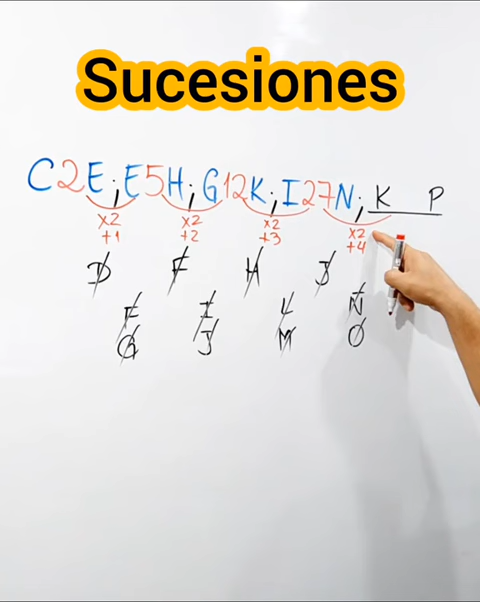 Sucesiones
C2E ; E5H ; G12K ; I27N ; K P
x2 x2 x2 x2
+1 +2 +3 +4
D F H J
F I L N
G J M O